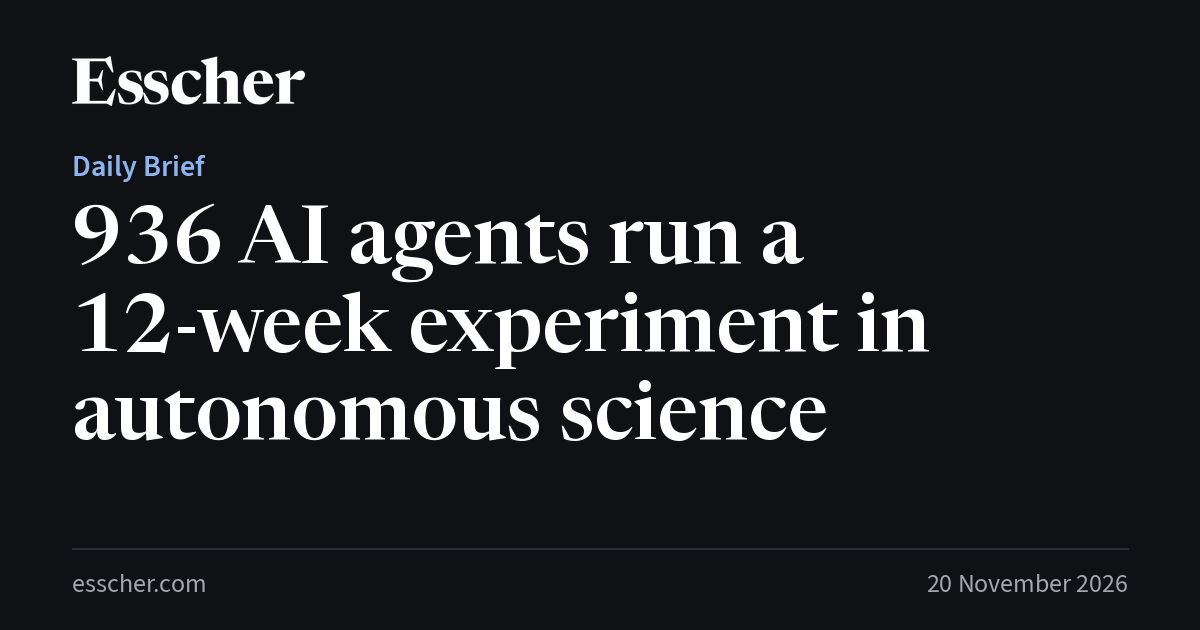 Esscher
Daily Brief
936 AI agents run a
12-week experiment in
autonomous science
esscher.com
20 November 2026